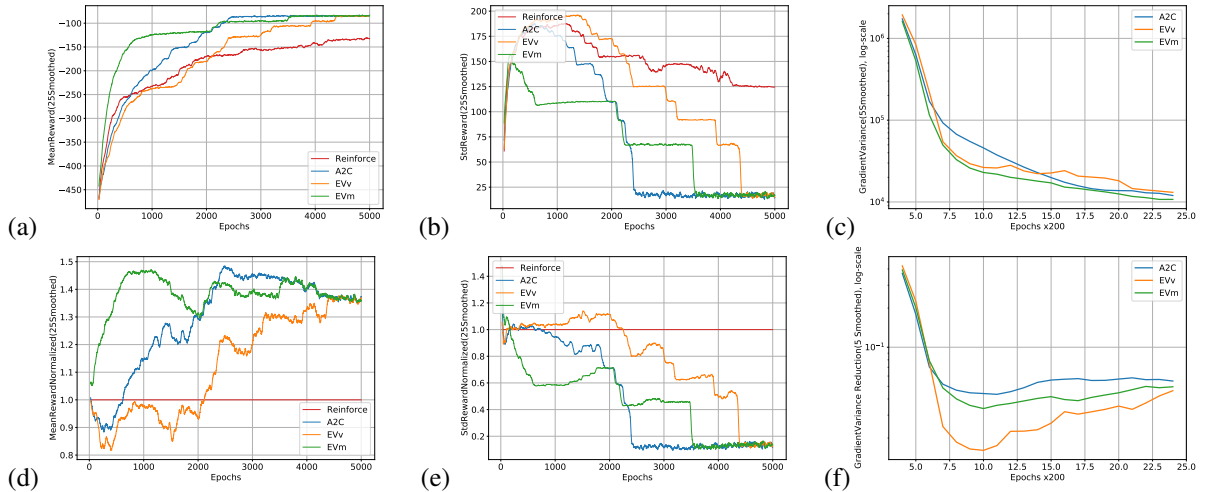 MeanReward(25Smoothed)
−100
−150
−200
−250
−300
−350
−400
−450
0 1000 2000 3000 4000 5000
Epochs
Reinforce
A2C
EVv
EVm
(a)
StdReward(25Smoothed)
200
175
150
125
100
75
50
25
0 1000 2000 3000 4000 5000
Epochs
Reinforce
A2C
EVv
EVm
(b)
GradientVariance(5Smoothed), log-scale
10⁶
10⁵
10⁴
5.0 7.5 10.0 12.5 15.0 17.5 20.0 22.5 25.0
Epochs x200
A2C
EVv
EVm
(c)
MeanRewardNormalized(25Smoothed)
1.5
1.4
1.3
1.2
1.1
1.0
0.9
0.8
0 1000 2000 3000 4000 5000
Epochs
Reinforce
A2C
EVv
EVm
(d)
StdRewardNormalized(25Smoothed)
1.4
1.2
1.0
0.8
0.6
0.4
0.2
0 1000 2000 3000 4000 5000
Epochs
Reinforce
A2C
EVv
EVm
(e)
GradientVariance Reduction(5 Smoothed), log-scale
10⁻¹
5.0 7.5 10.0 12.5 15.0 17.5 20.0 22.5 25.0
Epochs x200
A2C
EVv
EVm
(f)